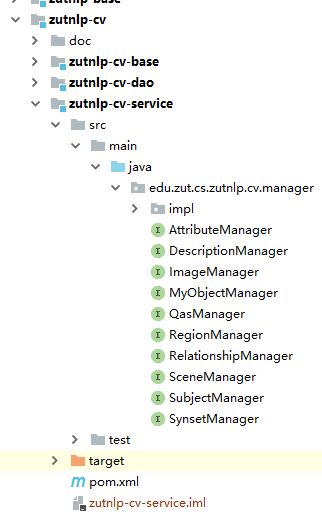 zutnlp-base
zutnlp-cv
doc
zutnlp-cv-base
zutnlp-cv-dao
zutnlp-cv-service
src
main
java
edu.zut.cs.zutnlp.cv.manager
impl
AttributeManager
DescriptionManager
ImageManager
MyObjectManager
QasManager
RegionManager
RelationshipManager
SceneManager
SubjectManager
SynsetManager
test
target
pom.xml
zutnlp-cv-service.iml